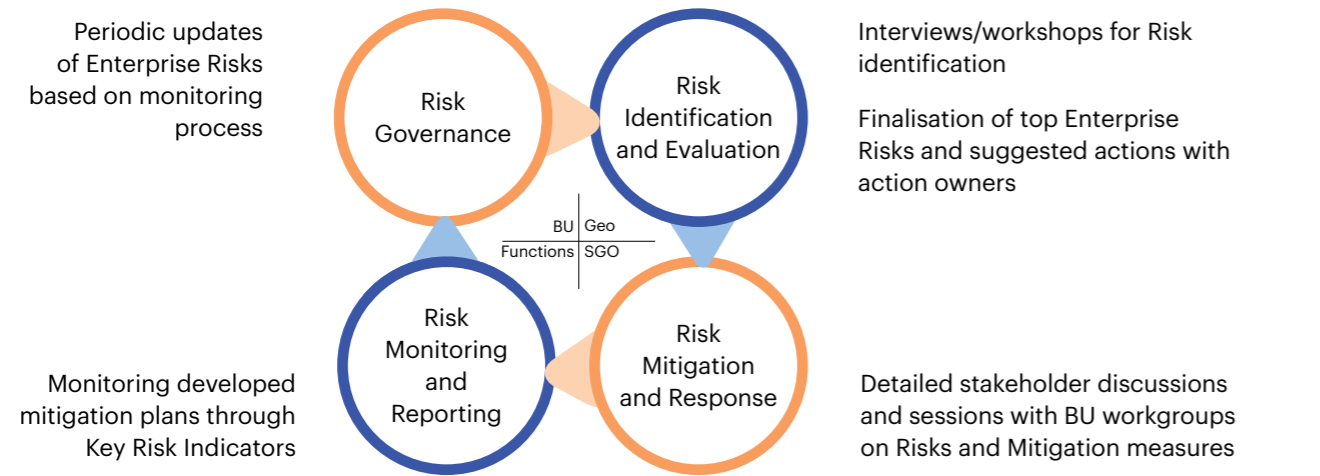 Periodic updates
of Enterprise Risks
based on monitoring
process
Risk
Governance
Risk
Identification
and Evaluation
Interviews/workshops for Risk
identification
Finalisation of top Enterprise
Risks and suggested actions with
action owners
BU Geo
Functions SGO
Monitoring developed
mitigation plans through
Key Risk Indicators
Risk
Monitoring
and
Reporting
Risk
Mitigation
and Response
Detailed stakeholder discussions
and sessions with BU workgroups
on Risks and Mitigation measures